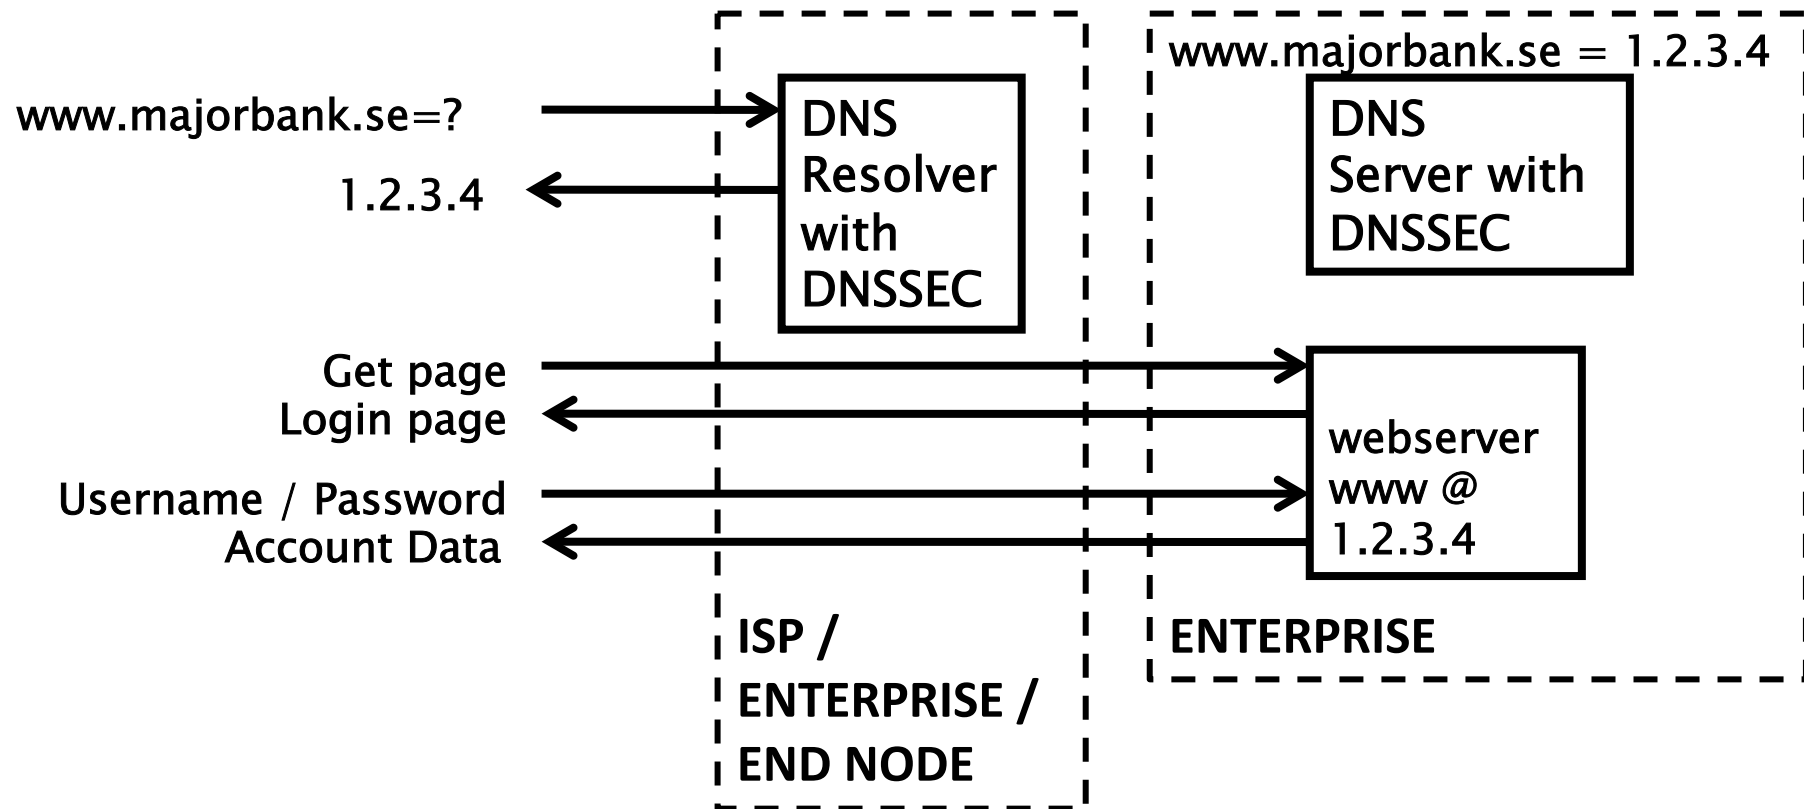 www.majorbank.se=?
1.2.3.4
DNS
Resolver
with
DNSSEC
www.majorbank.se = 1.2.3.4
DNS
Server with
DNSSEC
Get page
Login page
Username / Password
Account Data
webserver
www @
1.2.3.4
ISP /
ENTERPRISE /
END NODE
ENTERPRISE